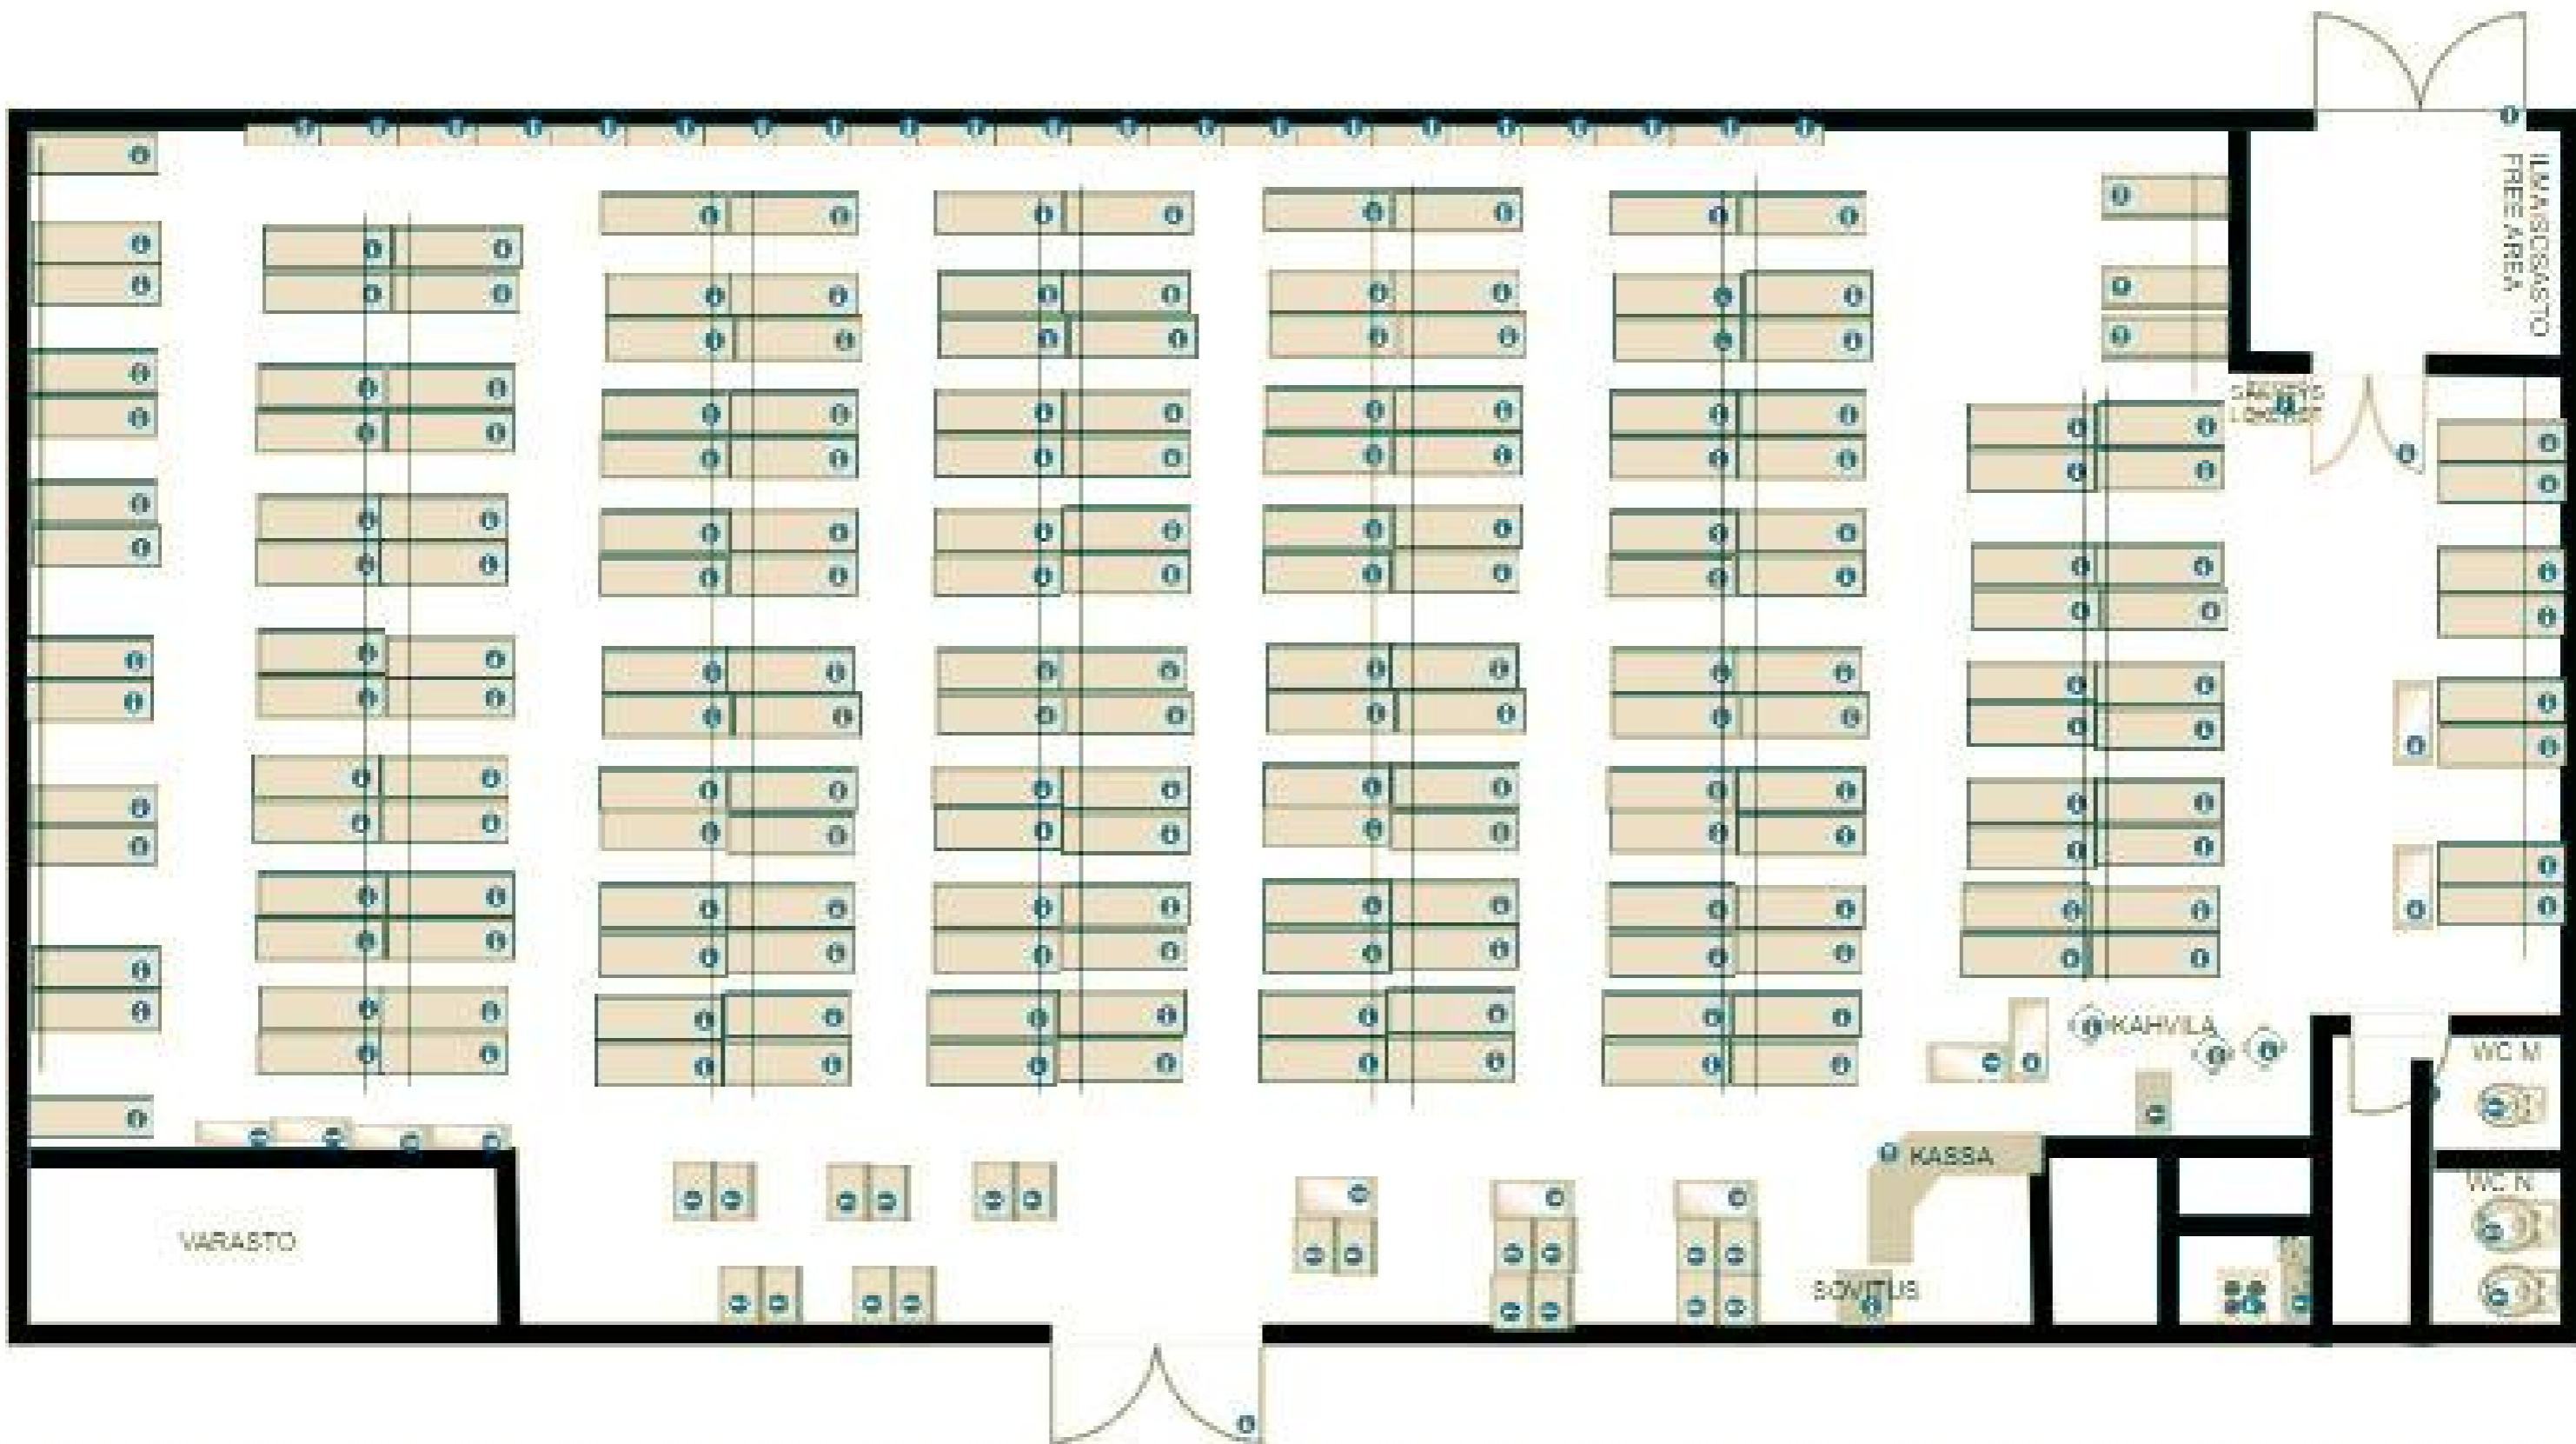 ILMAISOSASTO
FREE AREA
KAHVILA
WC M
KASSA
WC N
VARASTO
SOVITUS